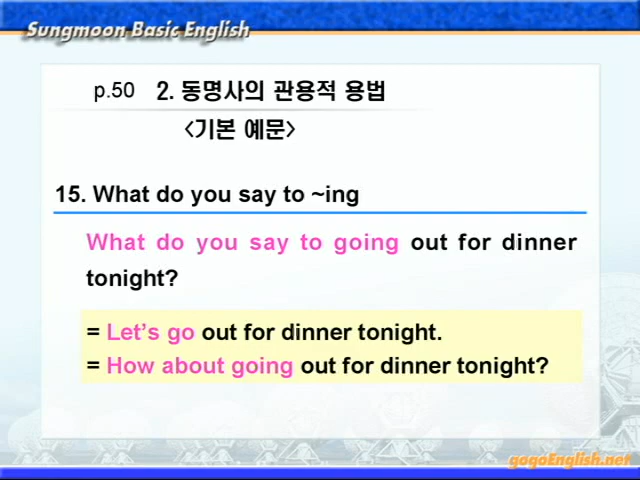 Sungmoon Basic English
p.50 2. 동명사의 관용적 용법
<기본 예문>
15. What do you say to ~ing
What do you say to going out for dinner
tonight?
= Let's go out for dinner tonight.
= How about going out for dinner tonight?
gogoEnglish.net